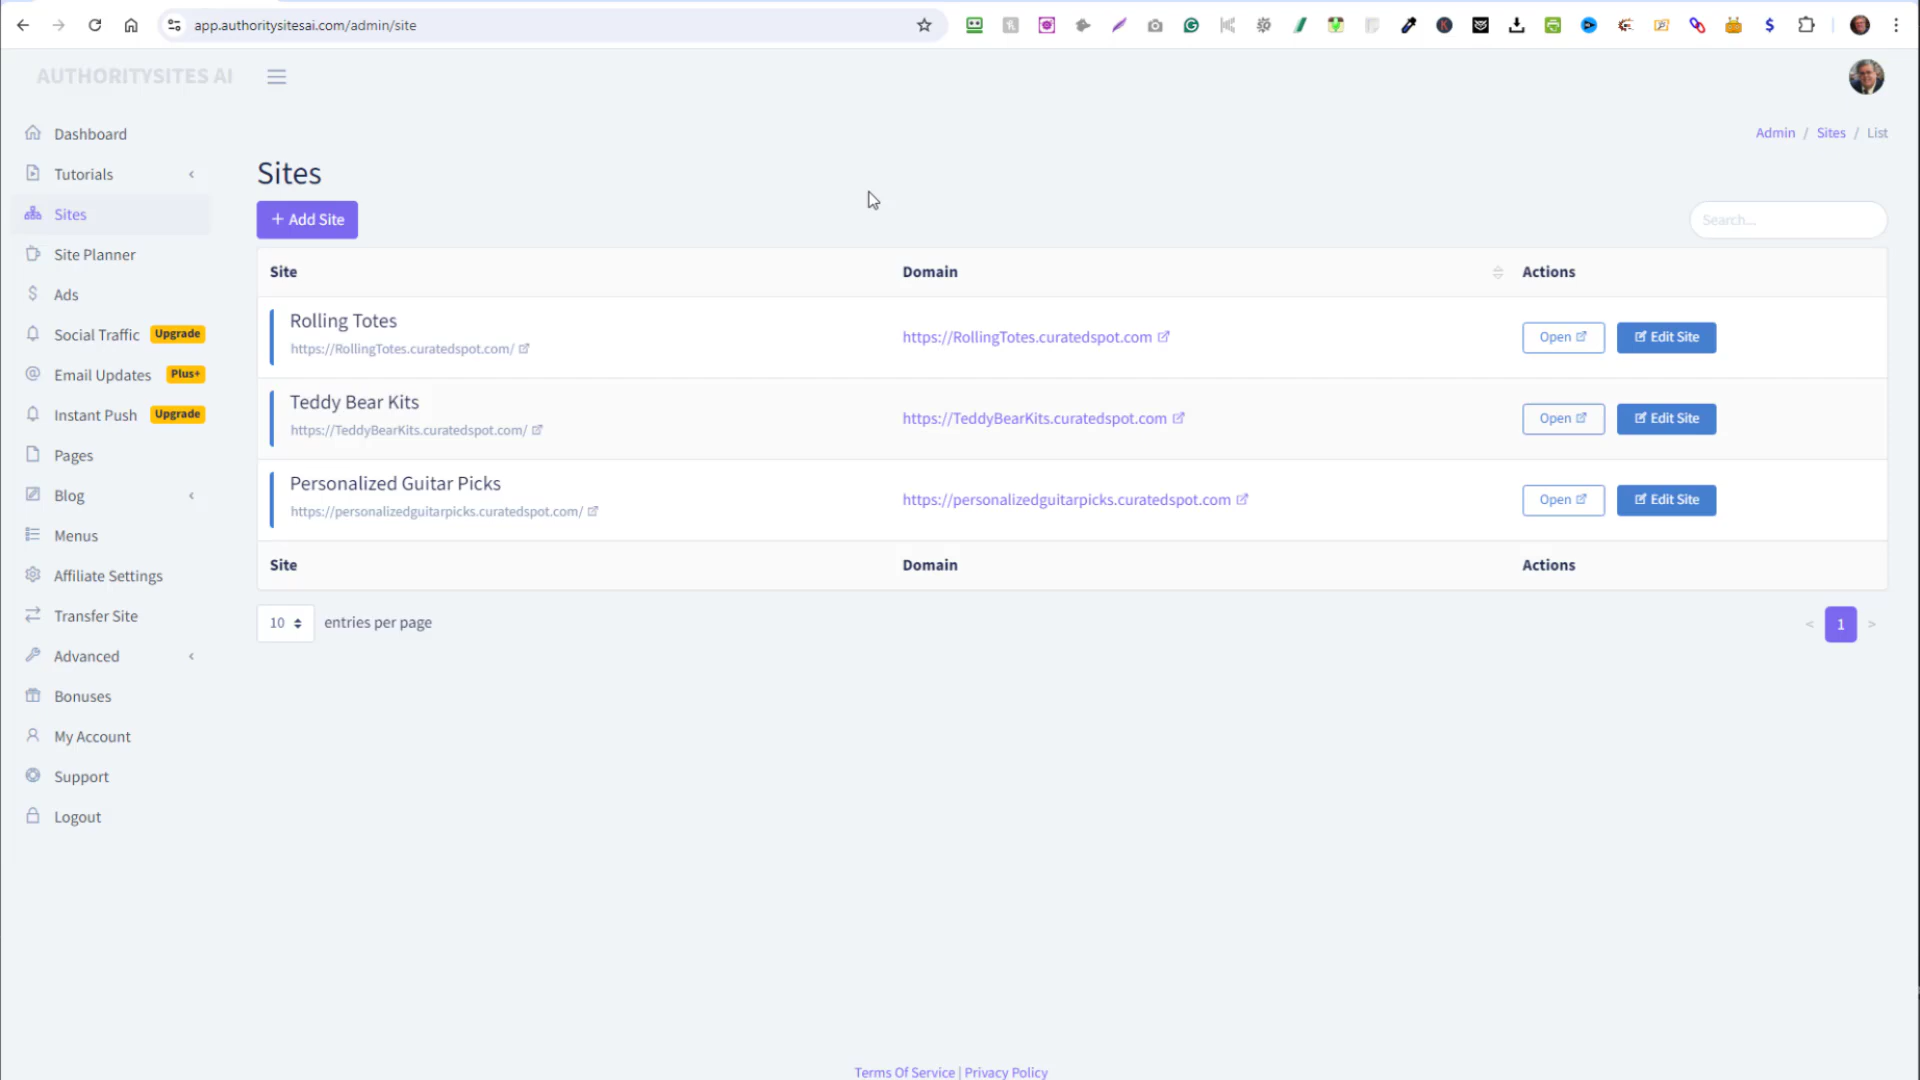 app.authoritysitesai.com/admin/site
AUTHORITYSITES AI
Admin / Sites / List
Dashboard
Tutorials
Sites
Site Planner
Ads
Social Traffic Upgrade
Email Updates Plus+
Instant Push Upgrade
Pages
Blog
Menus
Affiliate Settings
Transfer Site
Advanced
Bonuses
My Account
Support
Logout
Sites
+ Add Site
Search...
Site Domain Actions
Rolling Totes
https://RollingTotes.curatedspot.com/
https://RollingTotes.curatedspot.com
Open Edit Site
Teddy Bear Kits
https://TeddyBearKits.curatedspot.com/
https://TeddyBearKits.curatedspot.com
Open Edit Site
Personalized Guitar Picks
https://personalizedguitarpicks.curatedspot.com/
https://personalizedguitarpicks.curatedspot.com
Open Edit Site
Site Domain Actions
10 entries per page
< 1 >
Terms Of Service | Privacy Policy